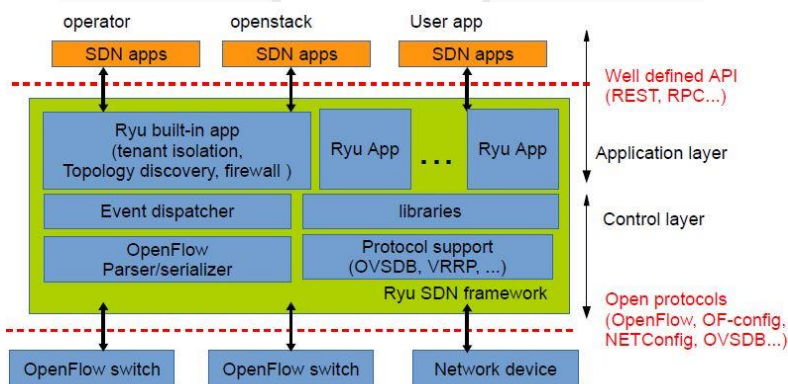 operator
openstack
User app
SDN apps
SDN apps
SDN apps
Well defined API
(REST, RPC...)
Ryu built-in app
(tenant isolation,
Topology discovery, firewall )
Ryu App
...
Ryu App
Application layer
Event dispatcher
libraries
Control layer
OpenFlow
Parser/serializer
Protocol support
(OVSDB, VRRP, ...)
Ryu SDN framework
Open protocols
(OpenFlow, OF-config,
NETConfig, OVSDB...)
OpenFlow switch
OpenFlow switch
Network device